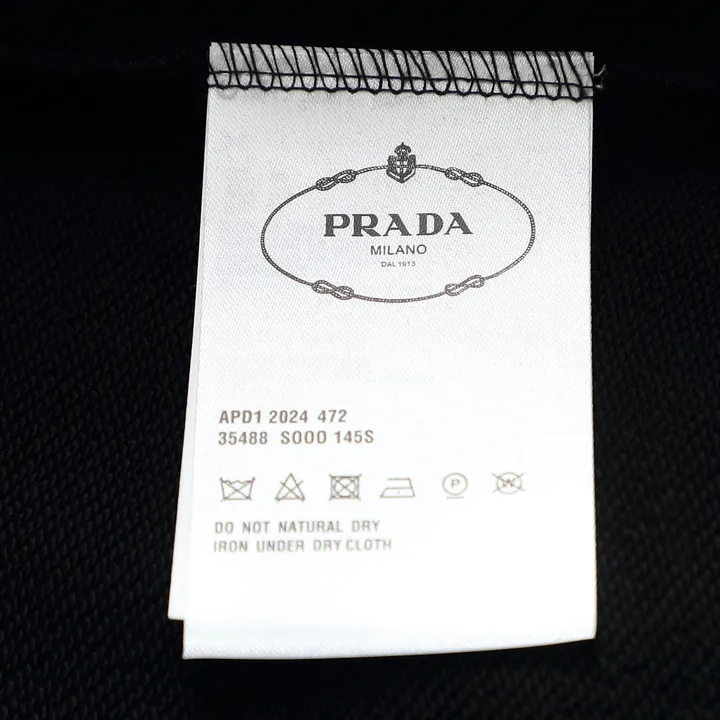 PRADA
MILANO
DAL 1913
APD1 2024 472
35488 S000 145S
P
W
DO NOT NATURAL DRY
IRON UNDER DRY CLOTH